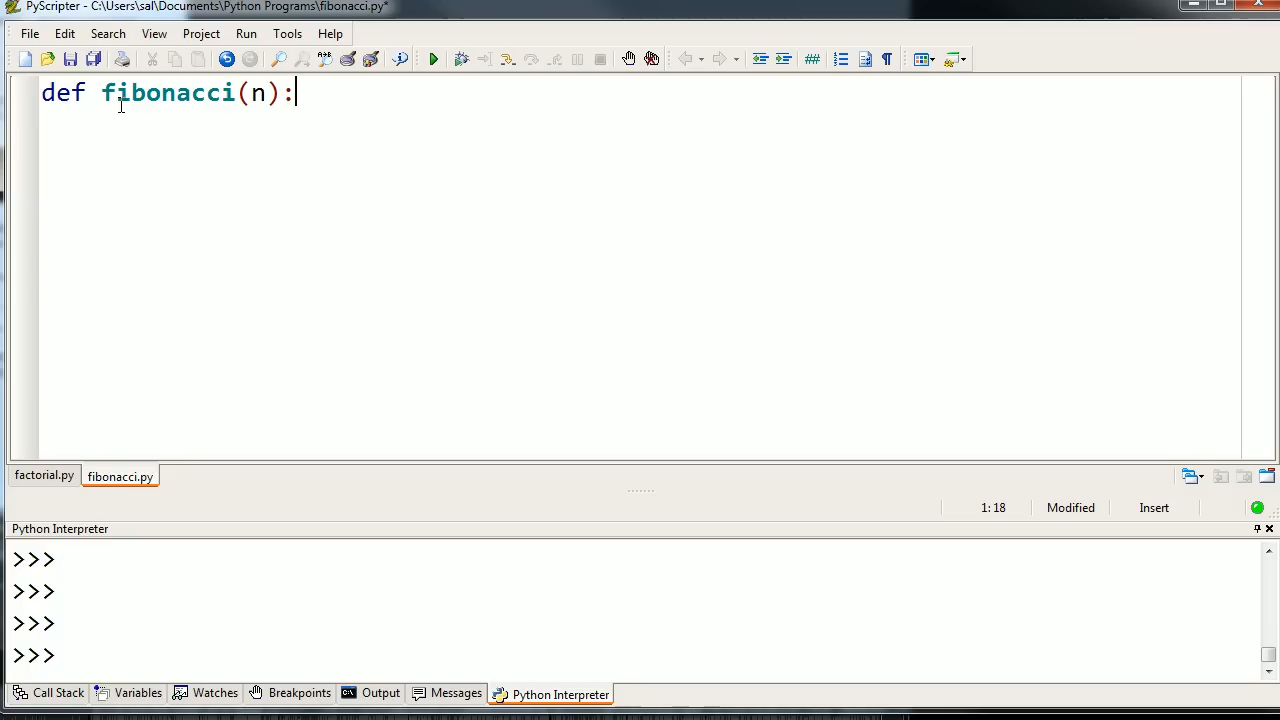 PyScripter - C:\Users\sal\Documents\Python Programs\fibonacci.py*
File Edit Search View Project Run Tools Help
def fibonacci(n):
factorial.py fibonacci.py
1: 18 Modified Insert
Python Interpreter
>>>
>>>
>>>
>>>
Call Stack Variables Watches Breakpoints Output Messages Python Interpreter